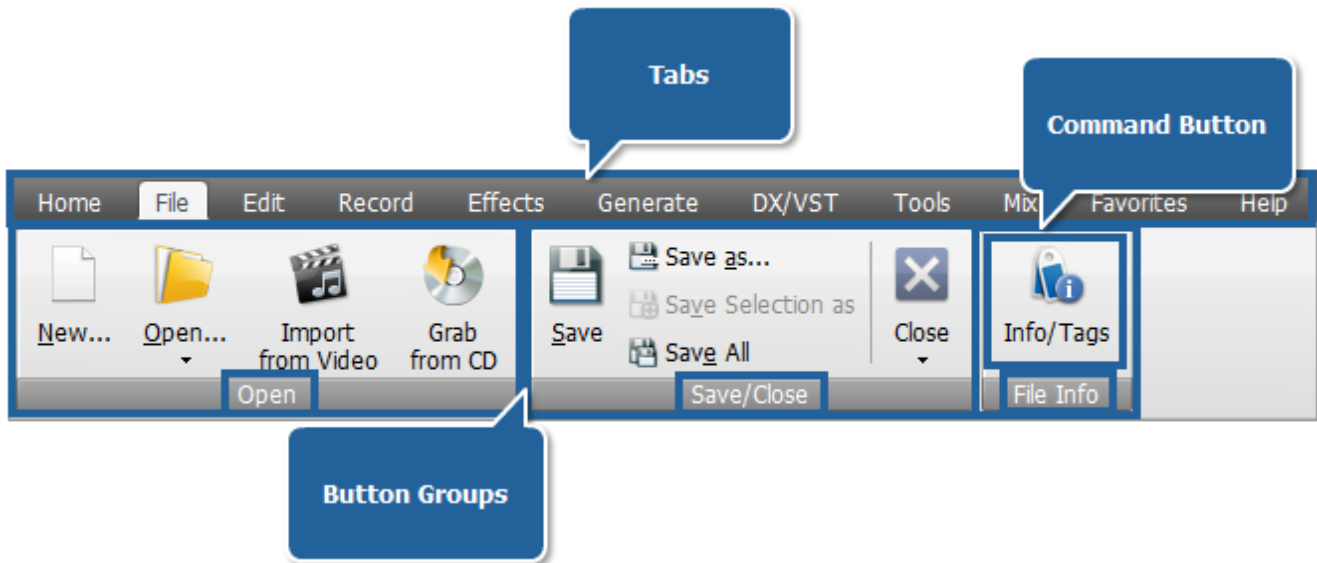 Tabs
Command Button
Home File Edit Record Effects Generate DX/VST Tools Mix Favorites Help
New...
Open...
Import
from Video
Grab
from CD
Save
Save as...
Save Selection as
Save All
Close
Info/Tags
Open
Save/Close
File Info
Button Groups